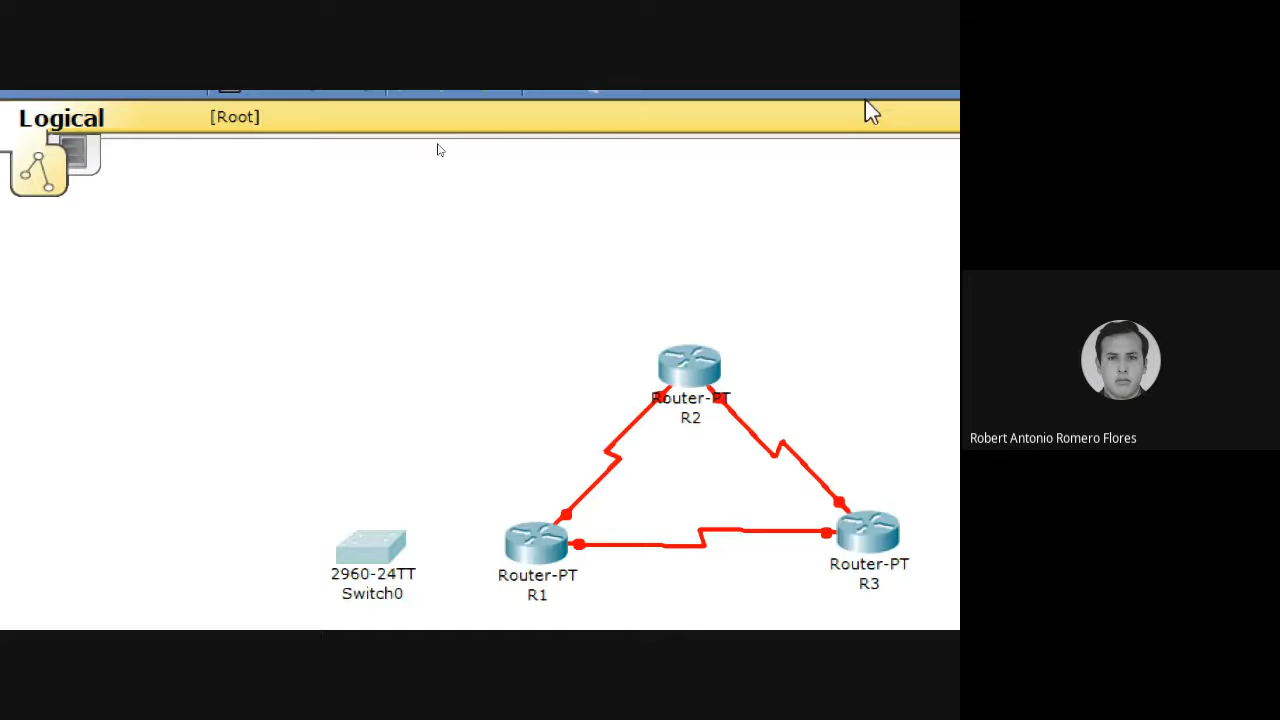 Logical
[Root]
Router-PT
R2
Robert Antonio Romero Flores
2960-24TT
Switch0
Router-PT
R1
Router-PT
R3